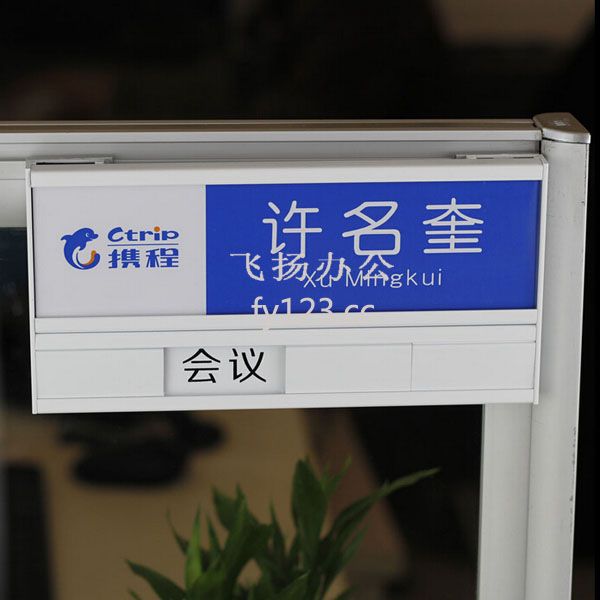 Ctrip
携程
许名奎
Xu Mingkui
飞扬办公
fy123.cc
会议